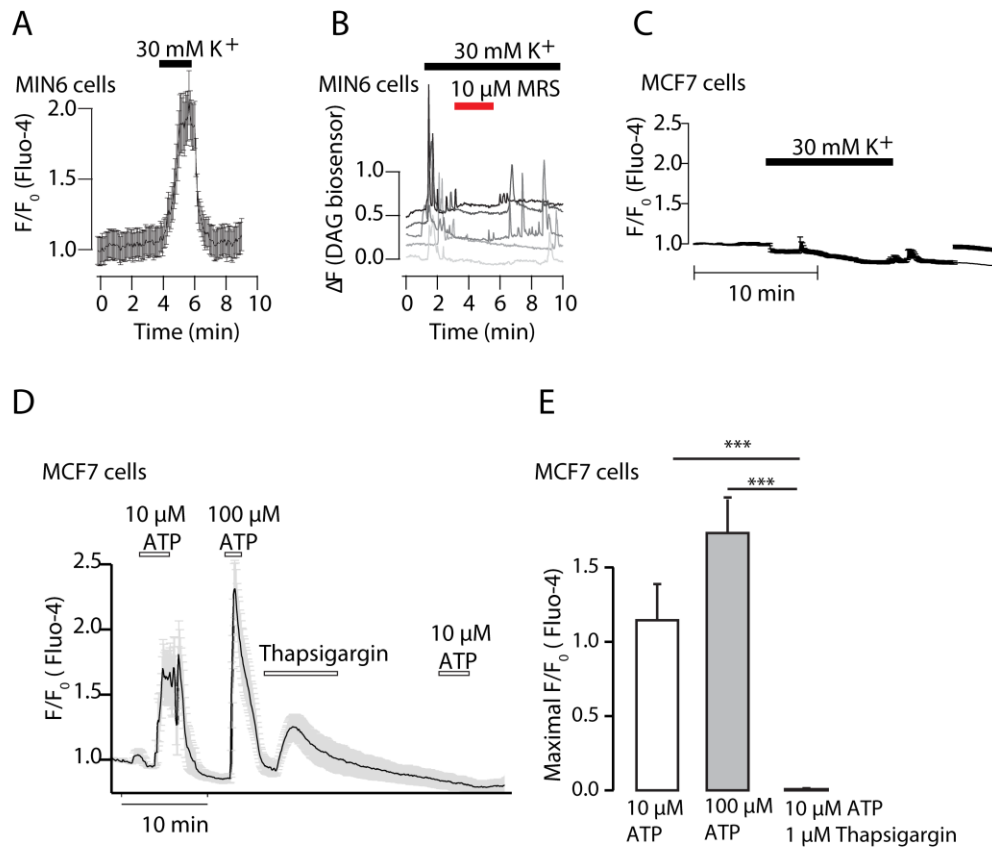 A
30 mM K+
MIN6 cells
F/F0 (Fluo-4)
2.0
1.5
1.0
0 2 4 6 8 10
Time (min)
B
30 mM K+
MIN6 cells
10 μM MRS
ΔF (DAG biosensor)
1.0
0.5
0.0
0 2 4 6 8 10
Time (min)
C
MCF7 cells
F/F0 (Fluo-4)
2.5
2.0
1.5
1.0
30 mM K+
10 min
D
MCF7 cells
10 μM
ATP
100 μM
ATP
Thapsigargin
10 μM
ATP
F/F0 ( Fluo-4)
2.5
2.0
1.5
1.0
10 min
E
MCF7 cells
***
***
Maximal F/F0 ( Fluo-4)
1.5
1.0
0.5
0.0
10 μM
ATP
100 μM
ATP
10 μM ATP
1 μM Thapsigargin